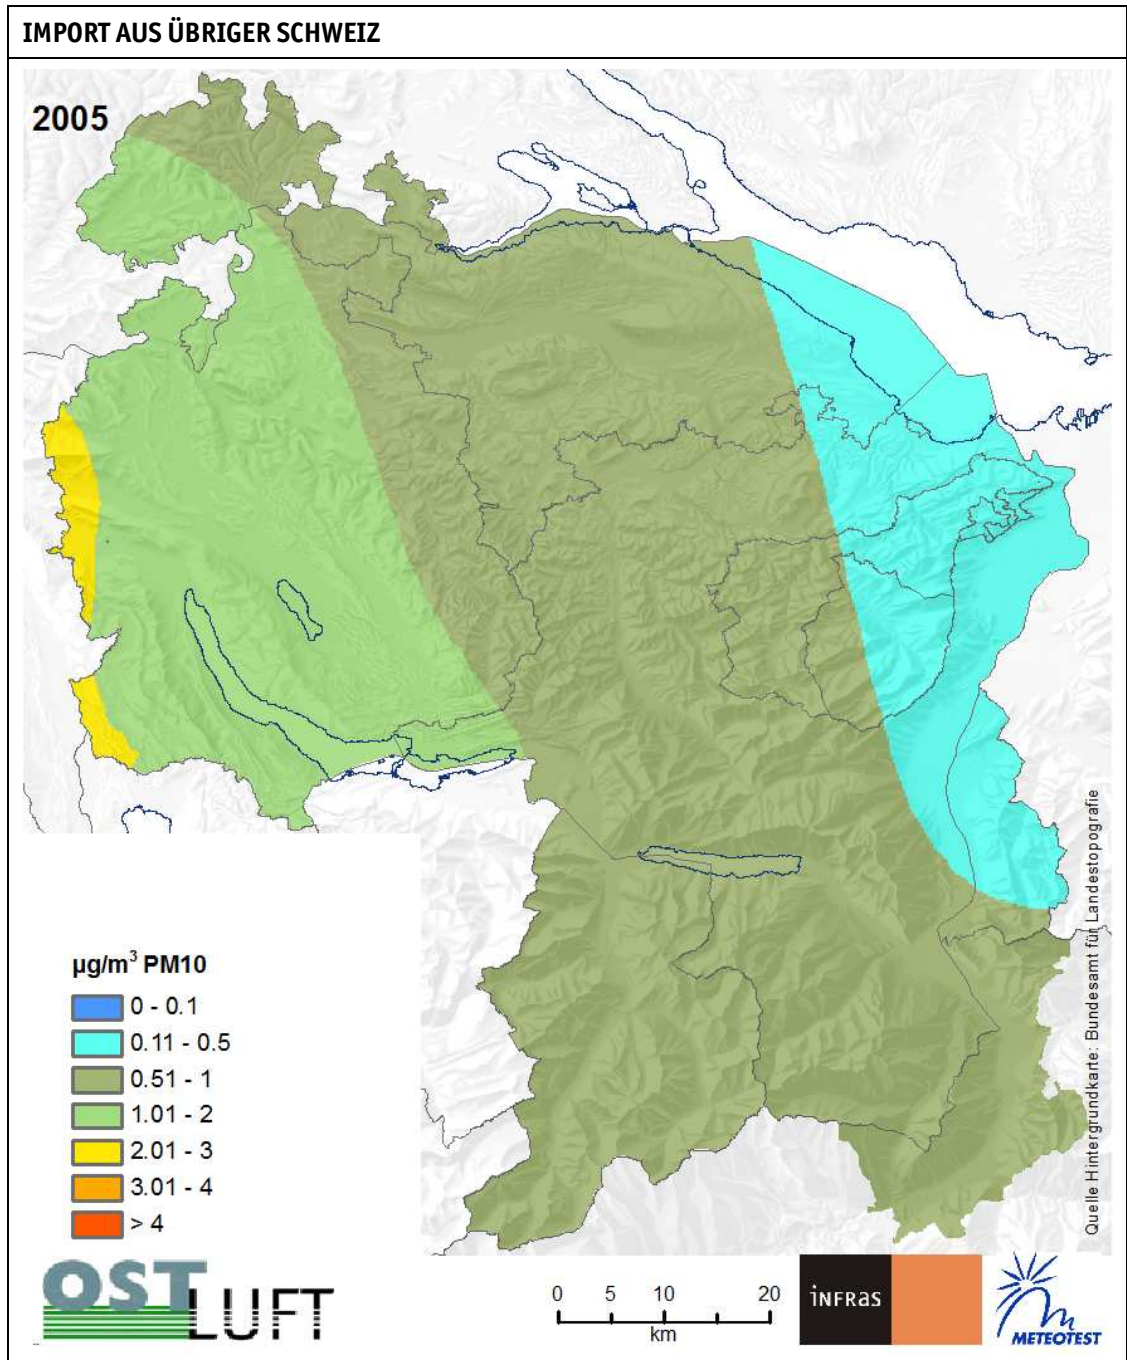 IMPORT AUS ÜBRIGER SCHWEIZ
2005
µg/m³ PM10
0 - 0.1
0.11 - 0.5
0.51 - 1
1.01 - 2
2.01 - 3
3.01 - 4
> 4
Quelle Hintergrundkarte: Bundesamt für Landestopografie
OSTLUFT
0 5 10 20
km
iNFRaS
METEOTEST